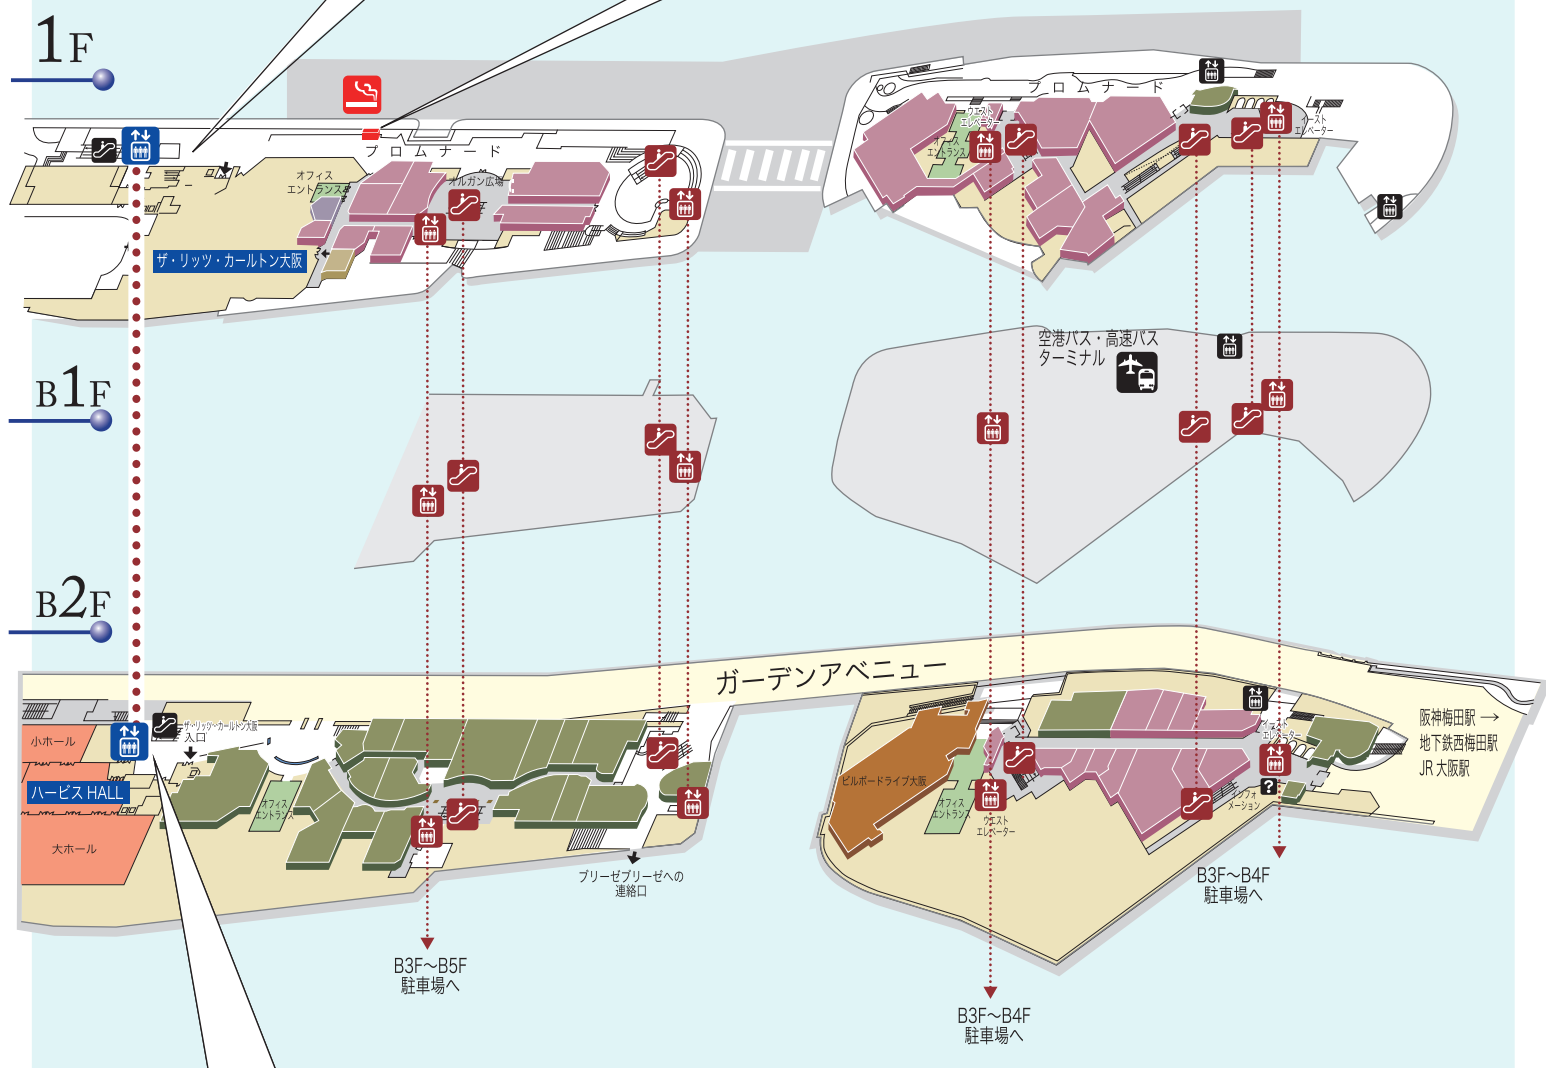 1F
プロムナード
オフィス
エントランス
オルガン広場
ザ・リッツ・カールトン大阪
プロムナード
ウエスト
エレベーター
オフィス
エントランス
イースト
エレベーター
B1F
空港バス・高速バス
ターミナル
B2F
ガーデンアベニュー
小ホール
ハービス HALL
大ホール
ザ・リッツ・カールトン大阪
入口
オフィス
エントランス
ブリーゼブリーゼへの
連絡口
B3F〜B5F
駐車場へ
ビルボードライブ大阪
オフィス
エントランス
ウエスト
エレベーター
イースト
エレベーター
?
インフォ
メーション
阪神梅田駅 →
地下鉄西梅田駅
JR 大阪駅
B3F〜B4F
駐車場へ
B3F〜B4F
駐車場へ